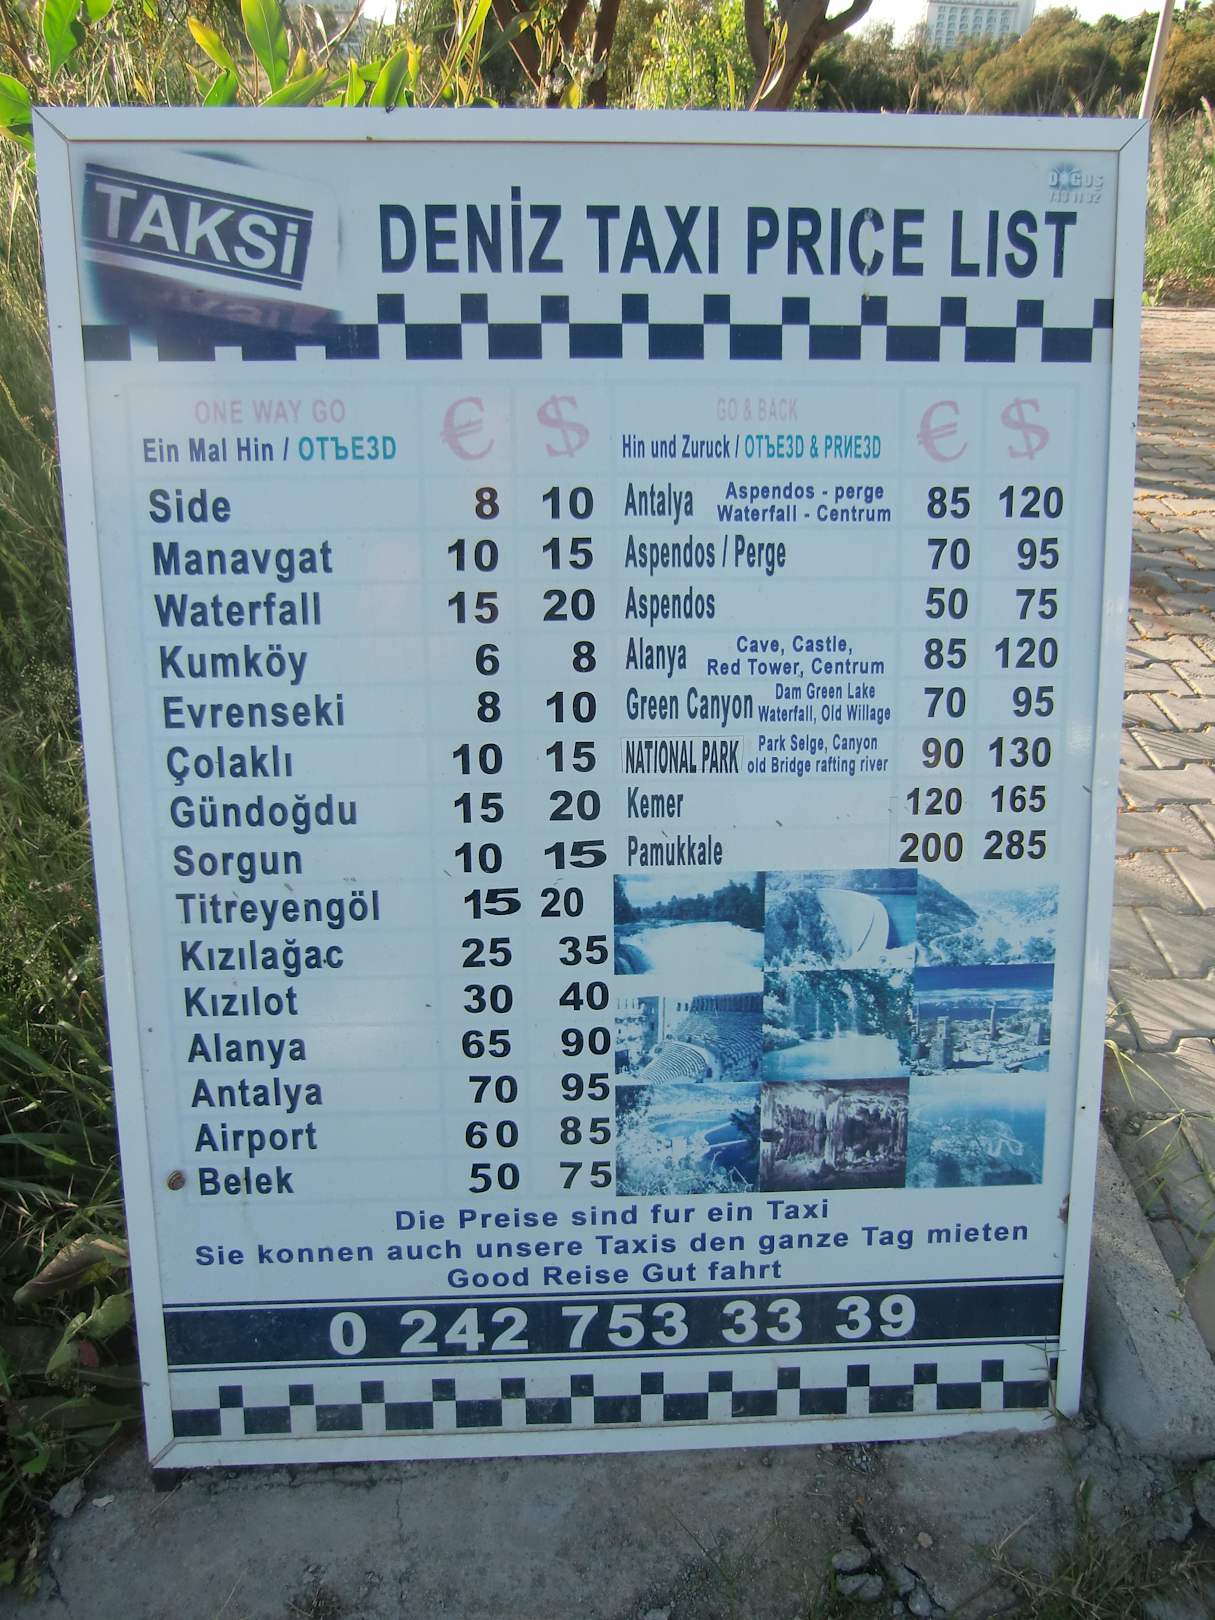 TAKSİ
DOĞUŞ
DENİZ TAXI PRICE LIST
ONE WAY GO € $
Ein Mal Hin / ОТЪЕЗD
Side 8 10
Manavgat 10 15
Waterfall 15 20
Kumköy 6 8
Evrenseki 8 10
Çolaklı 10 15
Gündoğdu 15 20
Sorgun 10 15
Titreyengöl 15 20
Kızılağac 25 35
Kızılot 30 40
Alanya 65 90
Antalya 70 95
Airport 60 85
Belek 50 75
GO & BACK € $
Hin und Zuruck / ОТЪЕЗD & PRИЕЗD
Antalya Aspendos - perge 85 120
Waterfall - Centrum
Aspendos / Perge 70 95
Aspendos 50 75
Alanya Cave, Castle, 85 120
Red Tower, Centrum
Green Canyon Dam Green Lake 70 95
Waterfall, Old Willage
NATIONAL PARK Park Selge, Canyon 90 130
old Bridge rafting river
Kemer 120 165
Pamukkale 200 285
Die Preise sind fur ein Taxi
Sie konnen auch unsere Taxis den ganze Tag mieten
Good Reise Gut fahrt
0 242 753 33 39